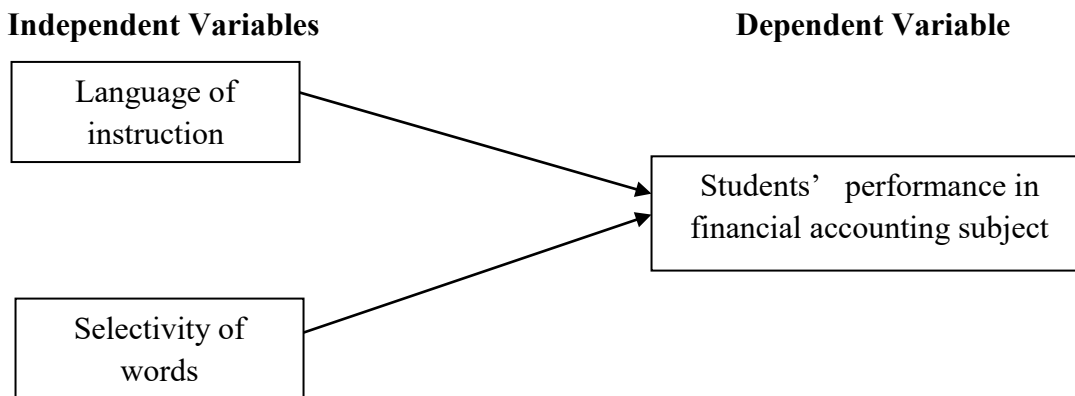 Independent Variables
Dependent Variable
Language of
instruction
Students’ performance in
financial accounting subject
Selectivity of
words